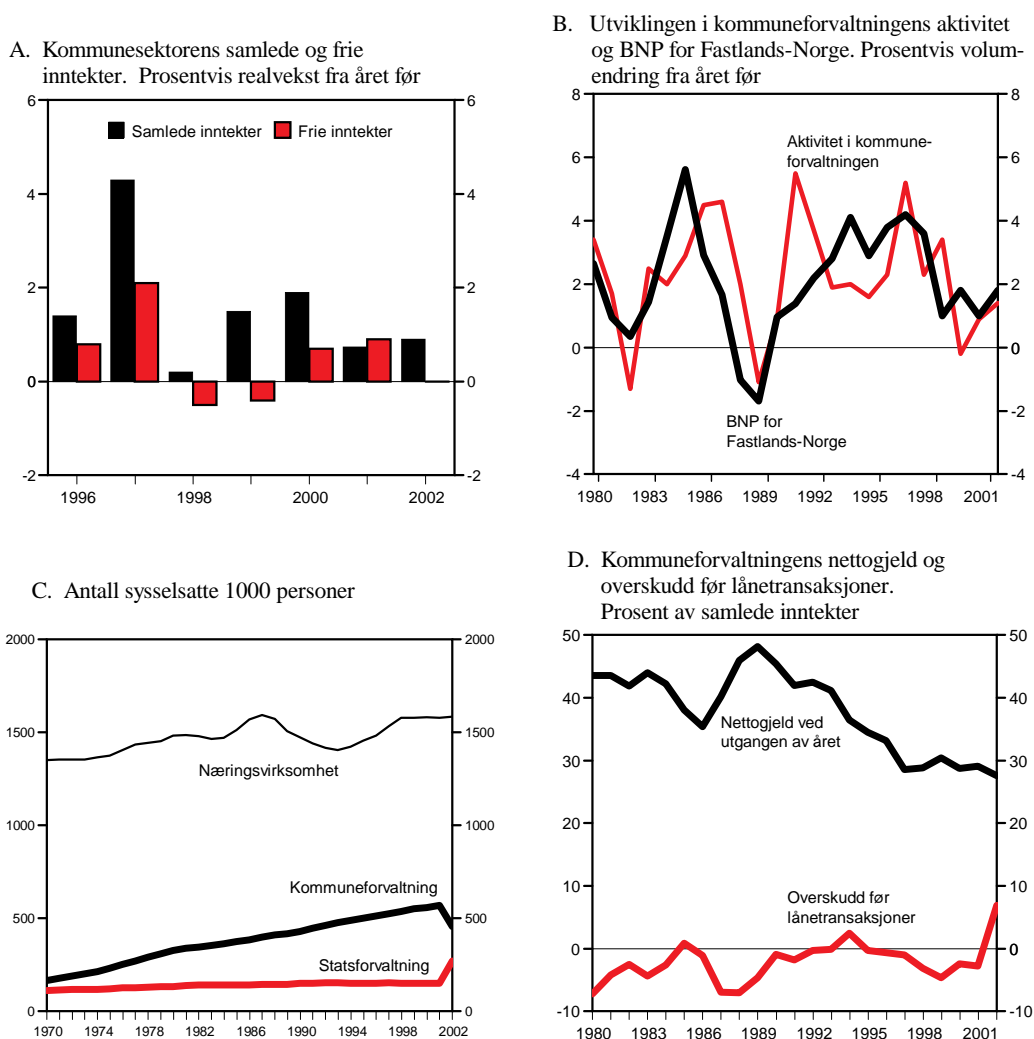 A. Kommunesektorens samlede og frie
inntekter. Prosentvis realvekst fra året før
6 6
Samlede inntekter Frie inntekter
4 4
2 2
0 0
-2 -2
1996 1998 2000 2002
B. Utviklingen i kommuneforvaltningens aktivitet
og BNP for Fastlands-Norge. Prosentvis volum-
endring fra året før
8 8
Aktivitet i kommune-
forvaltningen
6 6
4 4
2 2
0 0
-2 -2
BNP for
Fastlands-Norge
-4 -4
1980 1983 1986 1989 1992 1995 1998 2001
C. Antall sysselsatte 1000 personer
2000 2000
1500 1500
Næringsvirksomhet
1000 1000
Kommuneforvaltning
500 500
Statsforvaltning
0 0
1970 1974 1978 1982 1986 1990 1994 1998 2002
D. Kommuneforvaltningens nettogjeld og
overskudd før lånetransaksjoner.
Prosent av samlede inntekter
50 50
40 40
Nettogjeld ved
utgangen av året
30 30
20 20
10 10
Overskudd før
lånetransaksjoner
0 0
-10 -10
1980 1983 1986 1989 1992 1995 1998 2001